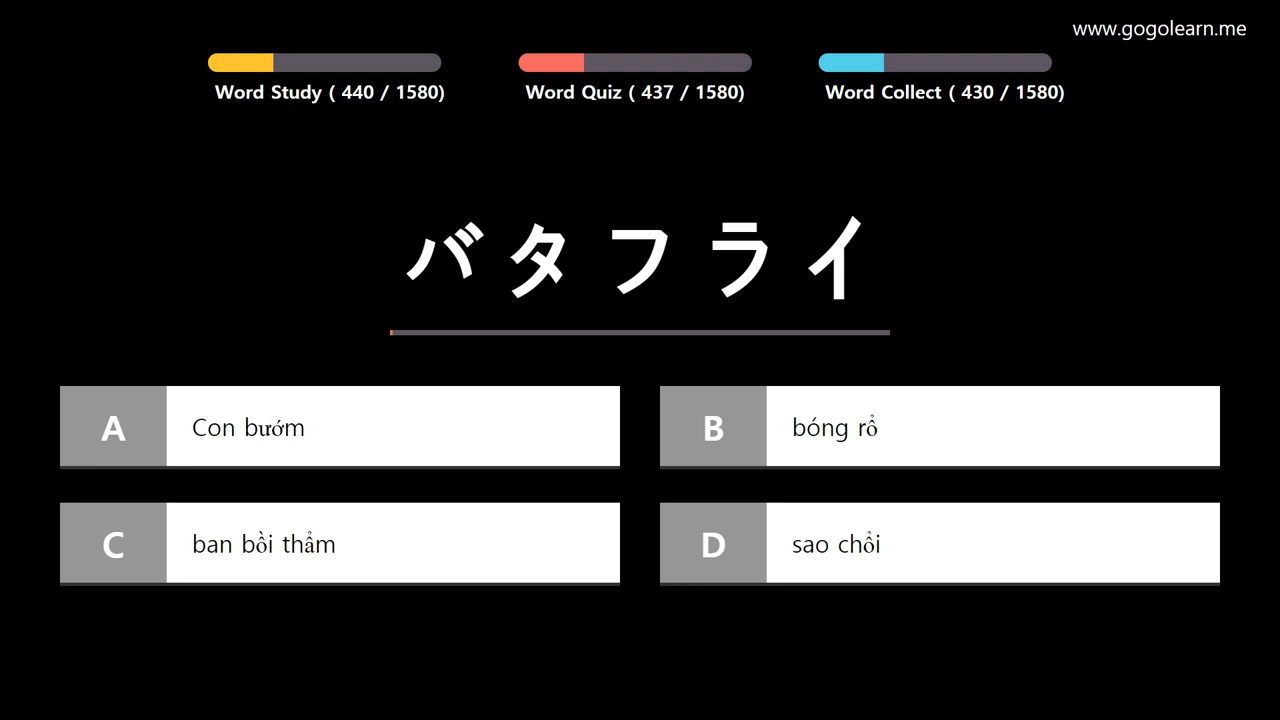 www.gogolearn.me
Word Study ( 440 / 1580)
Word Quiz ( 437 / 1580)
Word Collect ( 430 / 1580)
バタフライ
A Con bướm
B bóng rổ
C ban bồi thẩm
D sao chổi